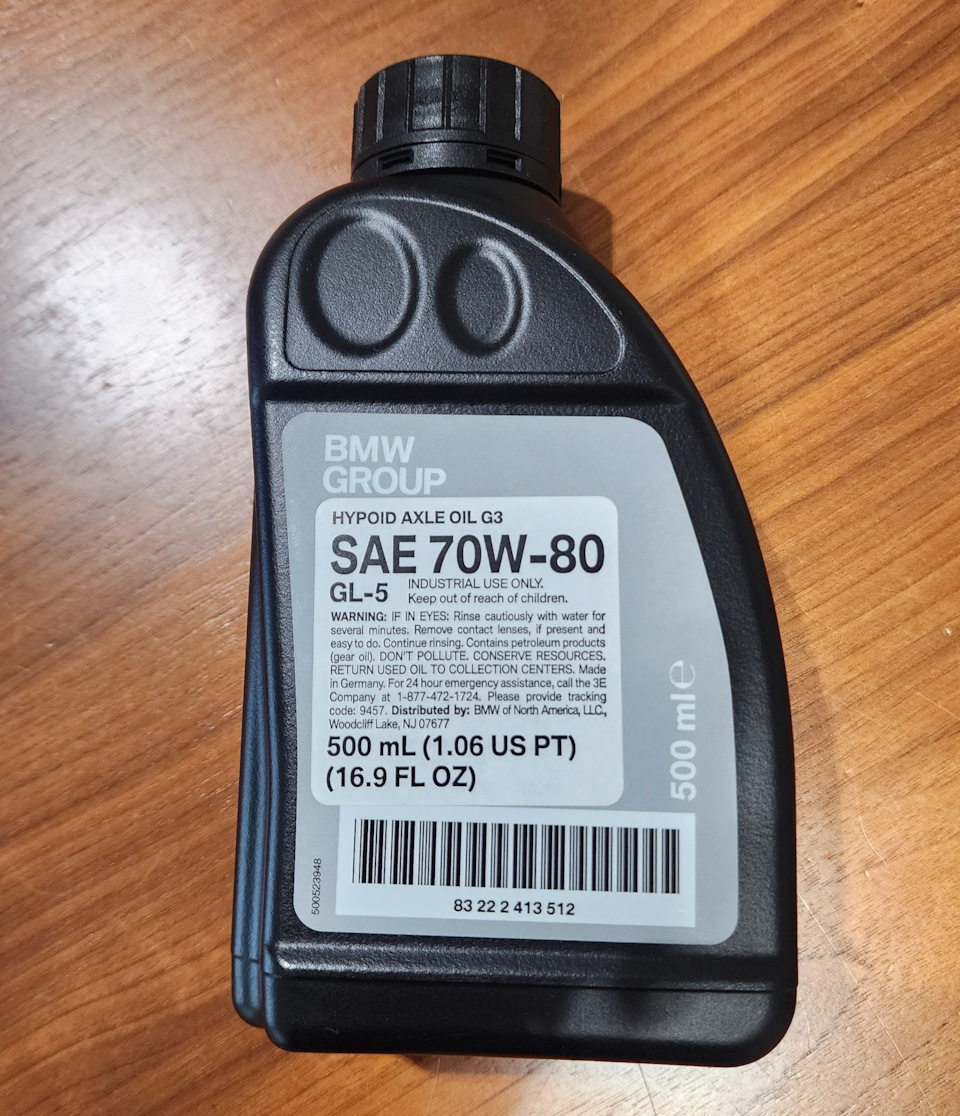 BMW
GROUP
HYPOID AXLE OIL G3
SAE 70W-80
GL-5
INDUSTRIAL USE ONLY.
Keep out of reach of children.
WARNING: IF IN EYES: Rinse cautiously with water for
several minutes. Remove contact lenses, if present and
easy to do. Continue rinsing. Contains petroleum products
(gear oil). DON'T POLLUTE. CONSERVE RESOURCES.
RETURN USED OIL TO COLLECTION CENTERS. Made
in Germany. For 24 hour emergency assistance, call the 3E
Company at 1-877-472-1724. Please provide tracking
code: 9457. Distributed by: BMW of North America, LLC.,
Woodcliff Lake, NJ 07677
500 mL (1.06 US PT)
(16.9 FL OZ)
500 ml ℮
500523948
83 22 2 413 512